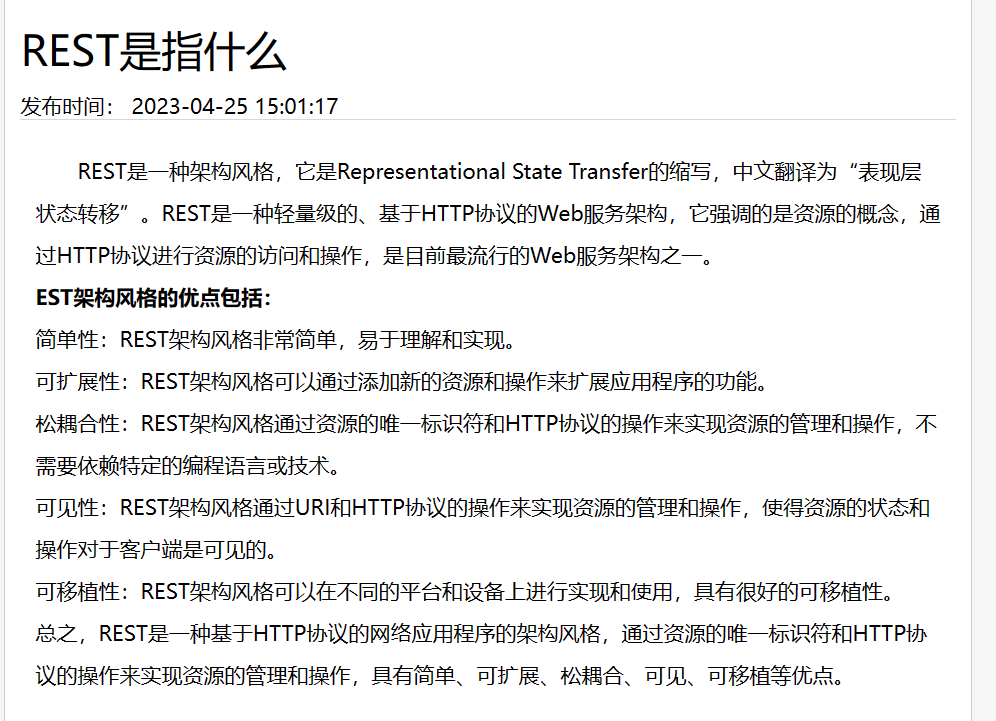 REST是指什么
发布时间： 2023-04-25 15:01:17
REST是一种架构风格，它是Representational State Transfer的缩写，中文翻译为“表现层
状态转移”。REST是一种轻量级的、基于HTTP协议的Web服务架构，它强调的是资源的概念，通
过HTTP协议进行资源的访问和操作，是目前最流行的Web服务架构之一。
EST架构风格的优点包括：
简单性：REST架构风格非常简单，易于理解和实现。
可扩展性：REST架构风格可以通过添加新的资源和操作来扩展应用程序的功能。
松耦合性：REST架构风格通过资源的唯一标识符和HTTP协议的操作来实现资源的管理和操作，不
需要依赖特定的编程语言或技术。
可见性：REST架构风格通过URI和HTTP协议的操作来实现资源的管理和操作，使得资源的状态和
操作对于客户端是可见的。
可移植性：REST架构风格可以在不同的平台和设备上进行实现和使用，具有很好的可移植性。
总之，REST是一种基于HTTP协议的网络应用程序的架构风格，通过资源的唯一标识符和HTTP协
议的操作来实现资源的管理和操作，具有简单、可扩展、松耦合、可见、可移植等优点。